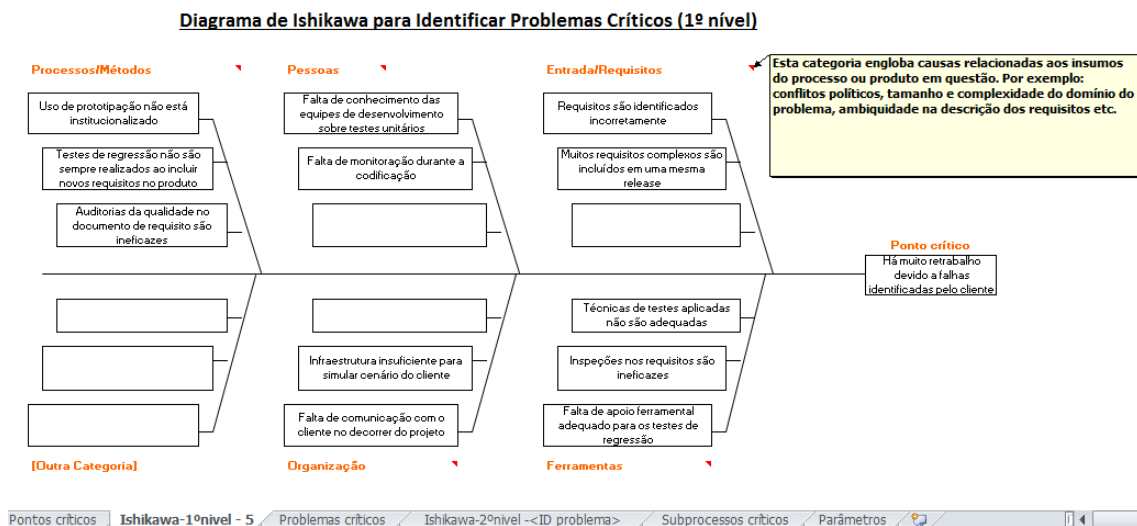 Diagrama de Ishikawa para Identificar Problemas Críticos (1º nível)
Processos/Métodos
Pessoas
Entrada/Requisitos
Esta categoria engloba causas relacionadas aos insumos
do processo ou produto em questão. Por exemplo:
conflitos políticos, tamanho e complexidade do domínio do
problema, ambiquidade na descrição dos requisitos etc.
Uso de prototipação não está
institucionalizado
Falta de conhecimento das
equipes de desenvolvimento
sobre testes unitários
Requisitos são identificados
incorretamente
Testes de regressão não são
sempre realizados ao incluir
novos requisitos no produto
Falta de monitoração durante a
codificação
Muitos requisitos complexos são
incluídos em uma mesma
release
Auditorias da qualidade no
documento de requisito são
ineficazes
Ponto crítico
Há muito retrabalho
devido a falhas
identificadas pelo cliente
Técnicas de testes aplicadas
não são adequadas
Infraestrutura insuficiente para
simular cenário do cliente
Inspeções nos requisitos são
ineficazes
Falta de comunicação com o
cliente no decorrer do projeto
Falta de apoio ferramental
adequado para os testes de
regressão
[Outra Categoria]
Organização
Ferramentas
Pontos críticos
Ishikawa-1ºnivel - 5
Problemas críticos
Ishikawa-2ºnivel -<ID problema>
Subprocessos críticos
Parâmetros